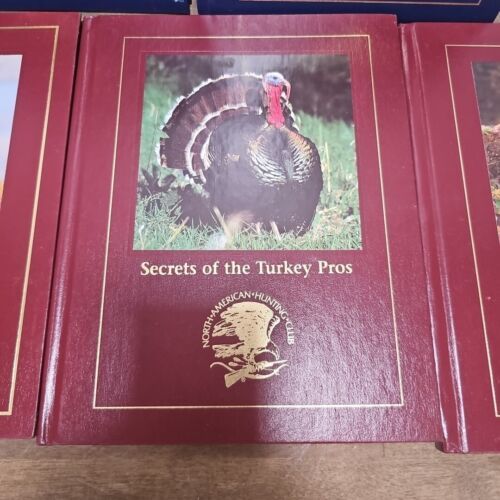 Secrets of the Turkey Pros
NORTH•AMERICAN•HUNTING•CLUB